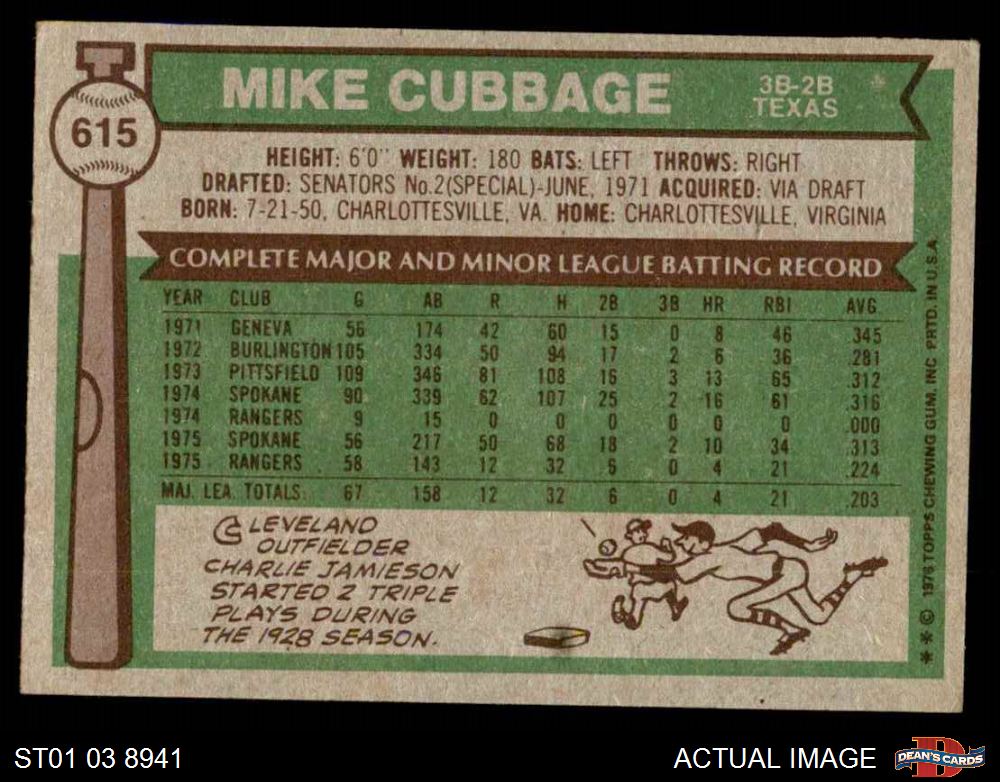 615
MIKE CUBBAGE
3B-2B
TEXAS
HEIGHT: 6'0" WEIGHT: 180 BATS: LEFT THROWS: RIGHT
DRAFTED: SENATORS No.2(SPECIAL)-JUNE, 1971 ACQUIRED: VIA DRAFT
BORN: 7-21-50, CHARLOTTESVILLE, VA. HOME: CHARLOTTESVILLE, VIRGINIA
COMPLETE MAJOR AND MINOR LEAGUE BATTING RECORD
YEAR CLUB G AB R H 2B 3B HR RBI AVG.
1971 GENEVA 56 174 42 60 15 0 8 46 .345
1972 BURLINGTON 105 334 50 94 17 2 6 36 .281
1973 PITTSFIELD 109 346 81 108 16 3 13 65 .312
1974 SPOKANE 90 339 62 107 25 2 16 61 .316
1974 RANGERS 9 15 0 0 0 0 0 0 .000
1975 SPOKANE 56 217 50 68 18 2 10 34 .313
1975 RANGERS 58 143 12 32 6 0 4 21 .224
MAJ. LEA. TOTALS: 67 158 12 32 6 0 4 21 .203
CLEVELAND
OUTFIELDER
CHARLIE JAMIESON
STARTED 2 TRIPLE
PLAYS DURING
THE 1928 SEASON.
** © 1976 TOPPS CHEWING GUM, INC. PRTD. IN U.S.A.
ST01 03 8941
ACTUAL IMAGE
D
DEAN'S CARDS